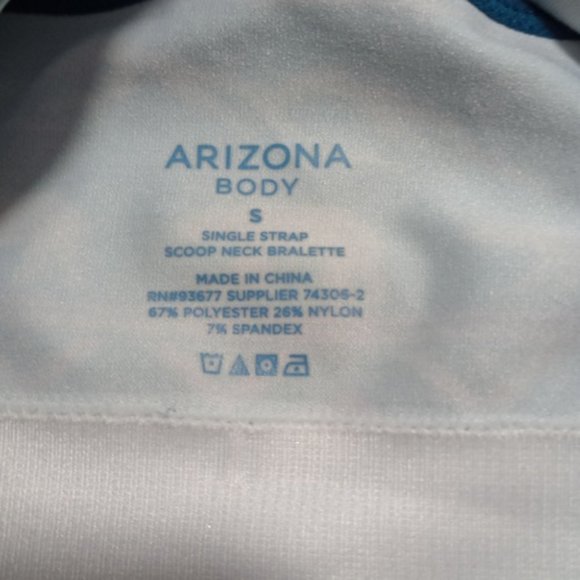 ARIZONA
BODY
S
SINGLE STRAP
SCOOP NECK BRALETTE
MADE IN CHINA
RN#93677 SUPPLIER 74306-2
67% POLYESTER 26% NYLON
7% SPANDEX